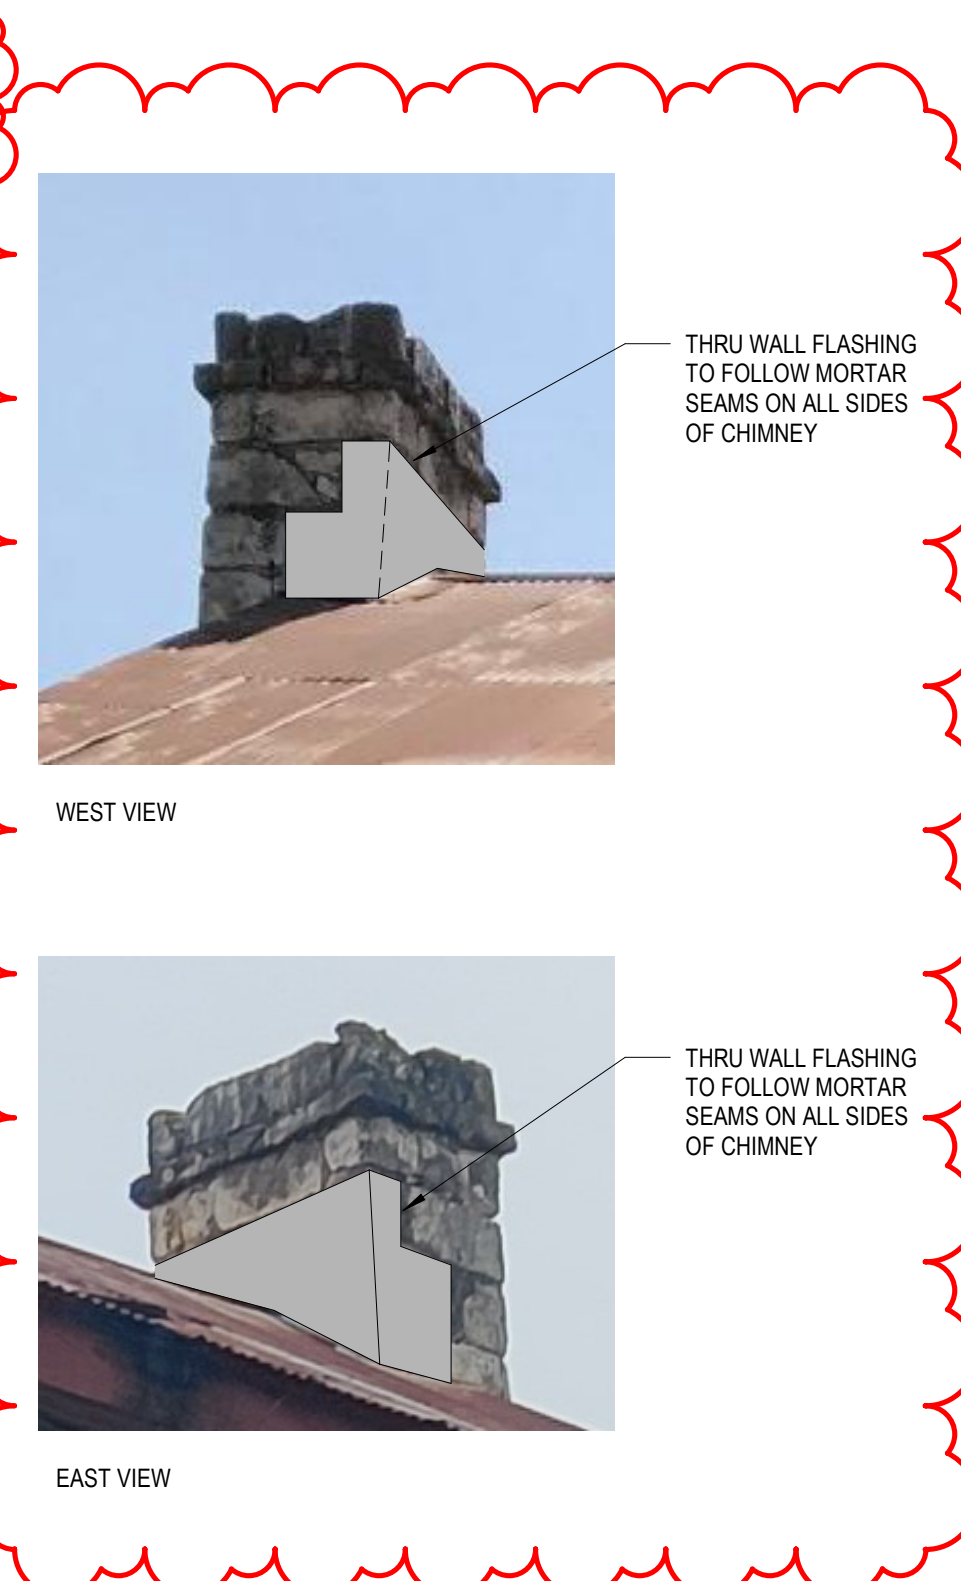 THRU WALL FLASHING
TO FOLLOW MORTAR
SEAMS ON ALL SIDES
OF CHIMNEY
WEST VIEW
THRU WALL FLASHING
TO FOLLOW MORTAR
SEAMS ON ALL SIDES
OF CHIMNEY
EAST VIEW